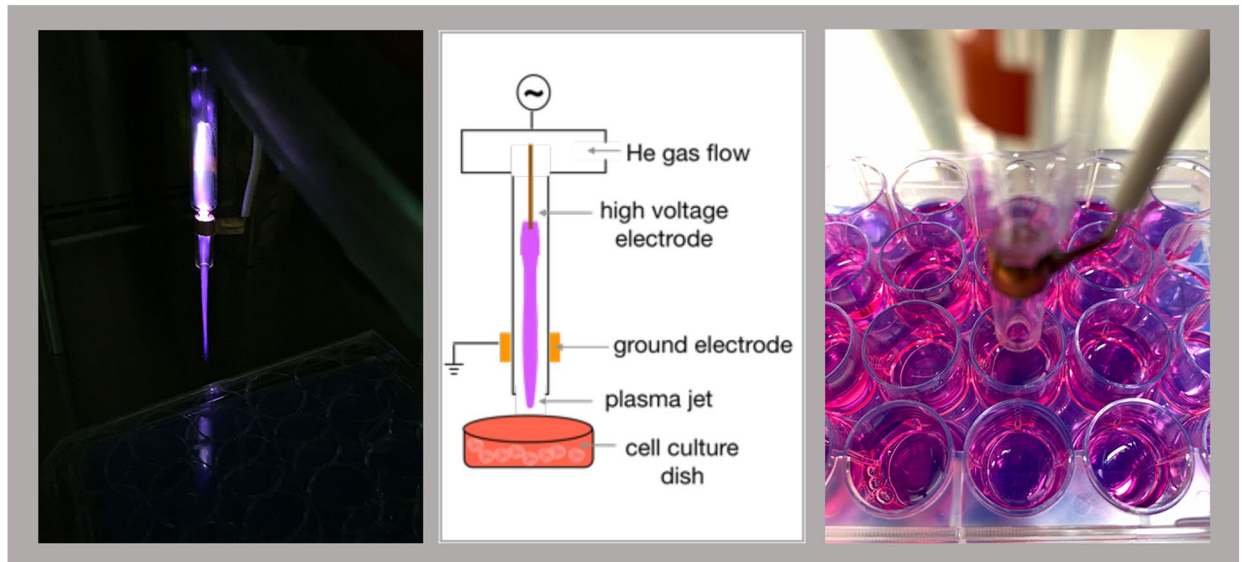 ~
He gas flow
high voltage
electrode
ground electrode
plasma jet
cell culture
dish